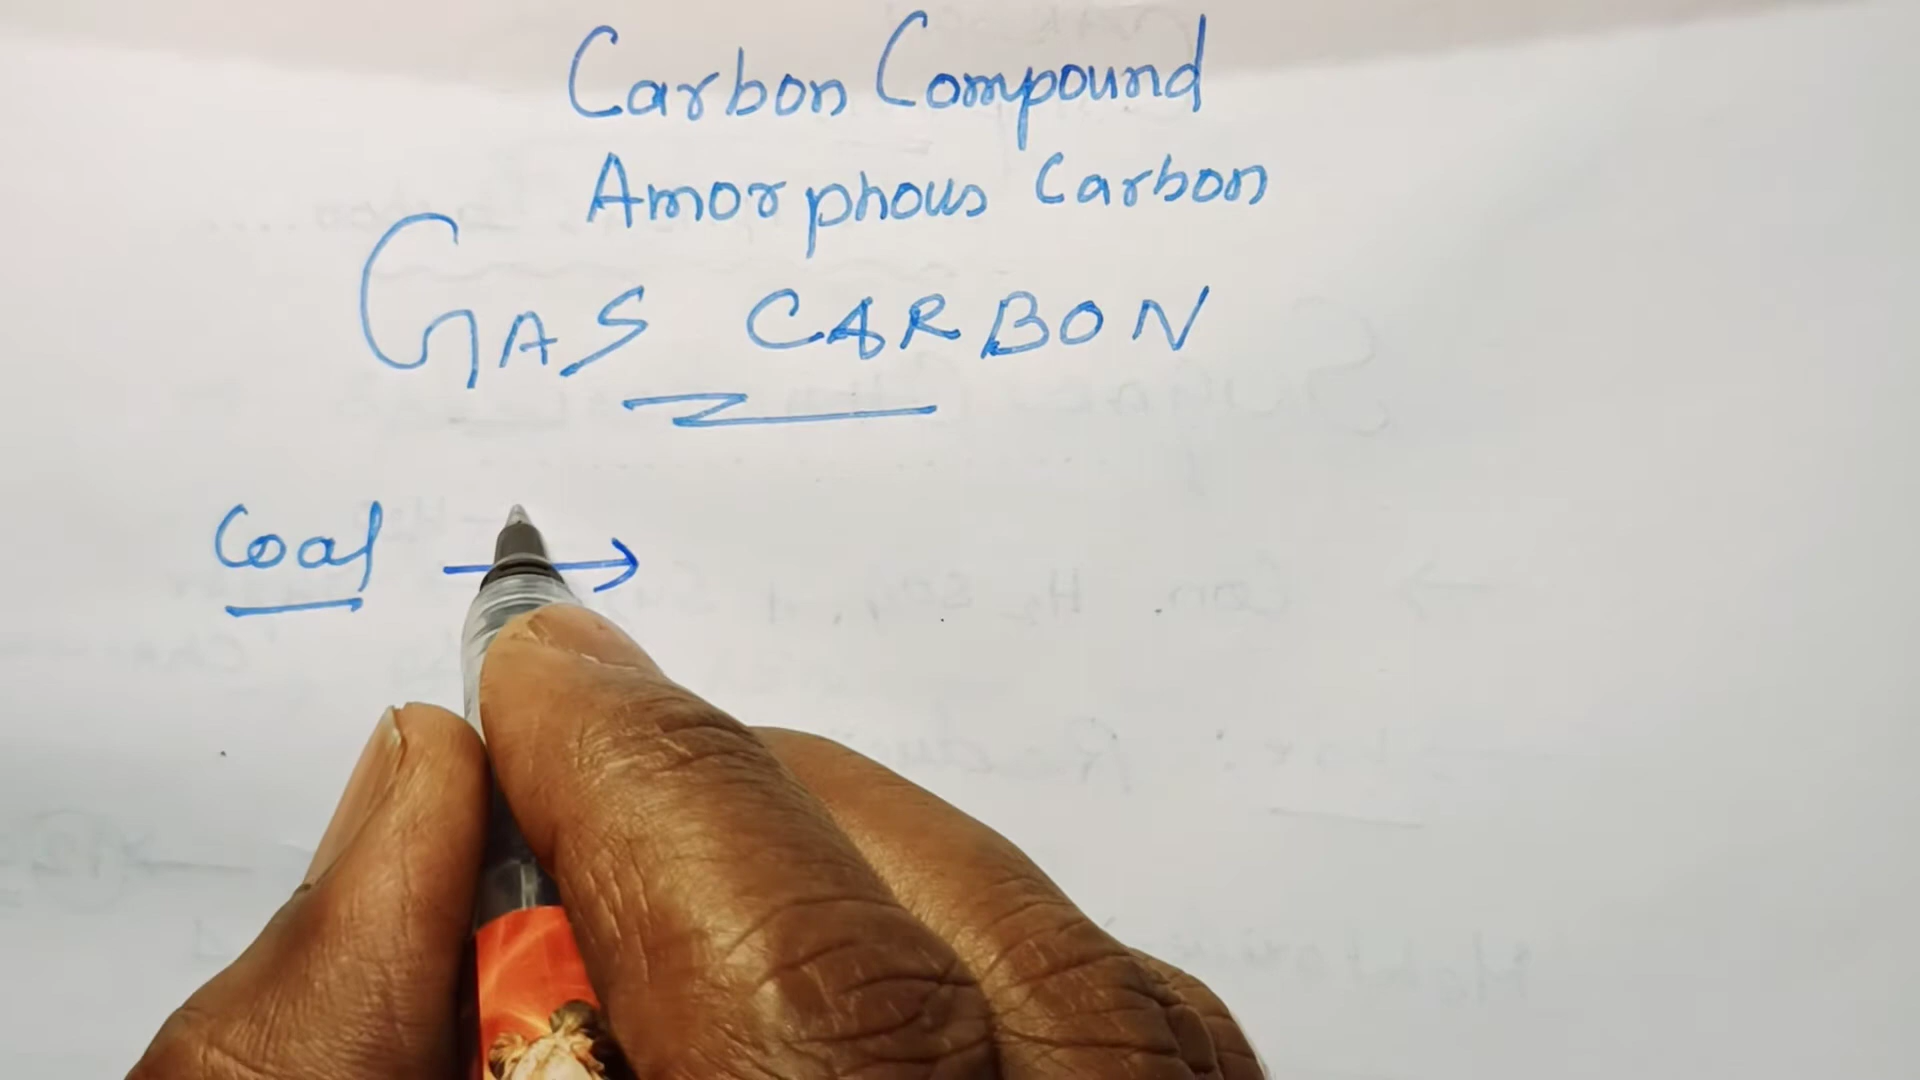 Carbon Compound
Amorphous Carbon
GAS CARBON
Coal →